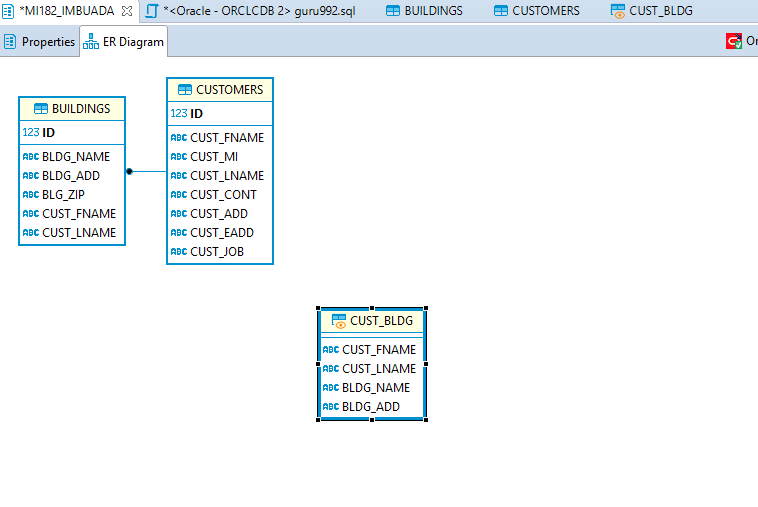 *MI182_IMBUADA
*<Oracle - ORCLCDB 2> guru992.sql
BUILDINGS
CUSTOMERS
CUST_BLDG
Properties
ER Diagram
BUILDINGS
123 ID
ABC BLDG_NAME
ABC BLDG_ADD
ABC BLG_ZIP
ABC CUST_FNAME
ABC CUST_LNAME
CUSTOMERS
123 ID
ABC CUST_FNAME
ABC CUST_MI
ABC CUST_LNAME
ABC CUST_CONT
ABC CUST_ADD
ABC CUST_EADD
ABC CUST_JOB
CUST_BLDG
ABC CUST_FNAME
ABC CUST_LNAME
ABC BLDG_NAME
ABC BLDG_ADD